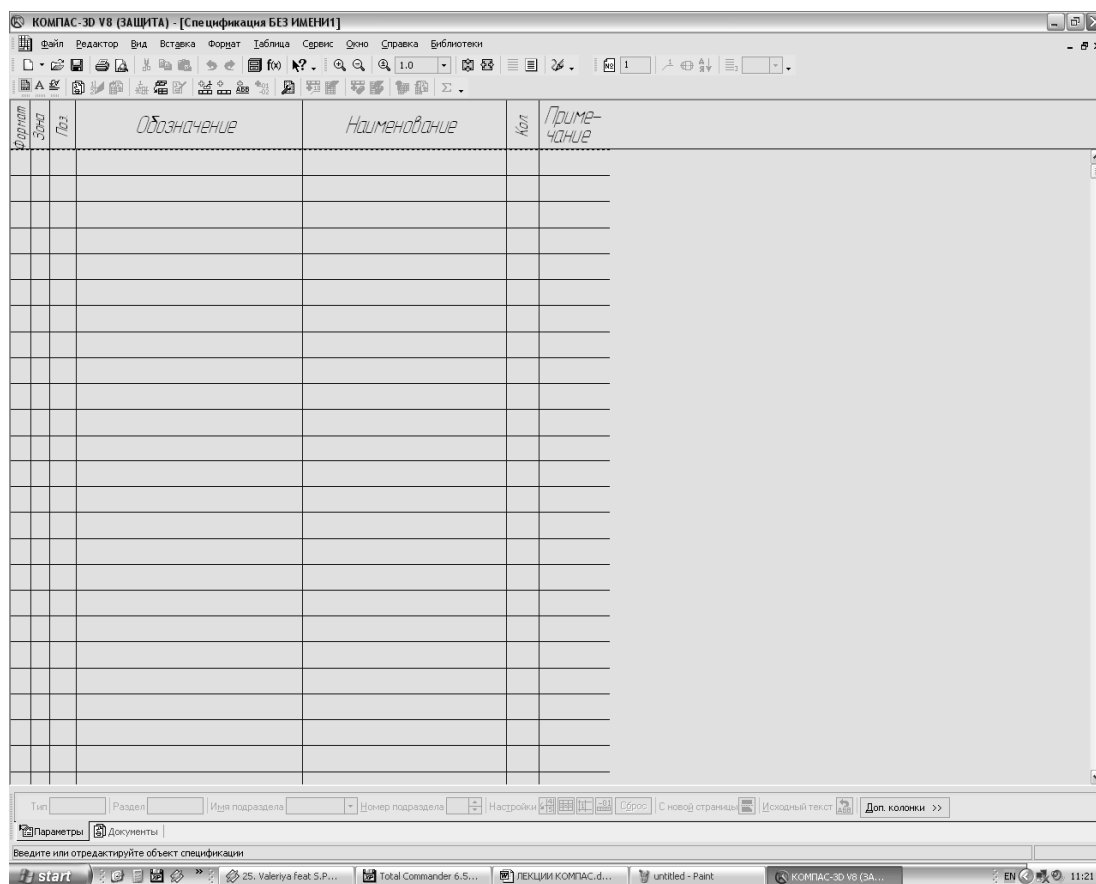 КОМПАС-3D V8 (ЗАЩИТА) - [Спецификация БЕЗ ИМЕНИ1]
Файл Редактор Вид Вставка Формат Таблица Сервис Окно Справка Библиотеки
f(x) 1.0 1
Формат Зона Поз. Обозначение Наименование Кол Приме-
чание
Тип Раздел Имя подраздела Номер подраздела Настройки Сброс С новой страницы Исходный текст Доп. колонки >>
Параметры Документы
Введите или отредактируйте объект спецификации
start 25. Valeriya feat S.P... Total Commander 6.5... ЛЕКЦИИ КОМПАС.d... untitled - Paint КОМПАС-3D V8 (ЗА... EN 11:21